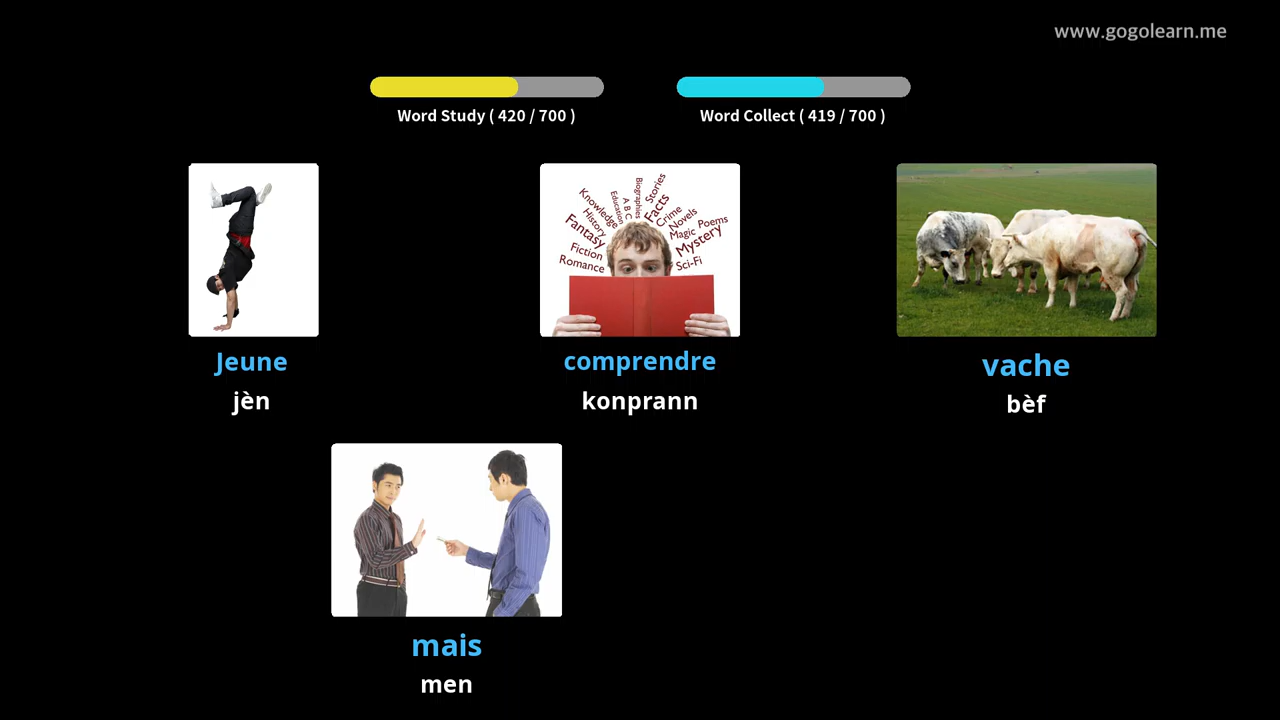 www.gogolearn.me
Word Study ( 420 / 700 )
Word Collect ( 419 / 700 )
Knowledge
History
Fantasy
Fiction
Romance
Education
A B C
Biographies
Stories
Facts
Crime
Novels
Magic Poems
Mystery
Sci-Fi
Jeune
jèn
comprendre
konprann
vache
bèf
mais
men